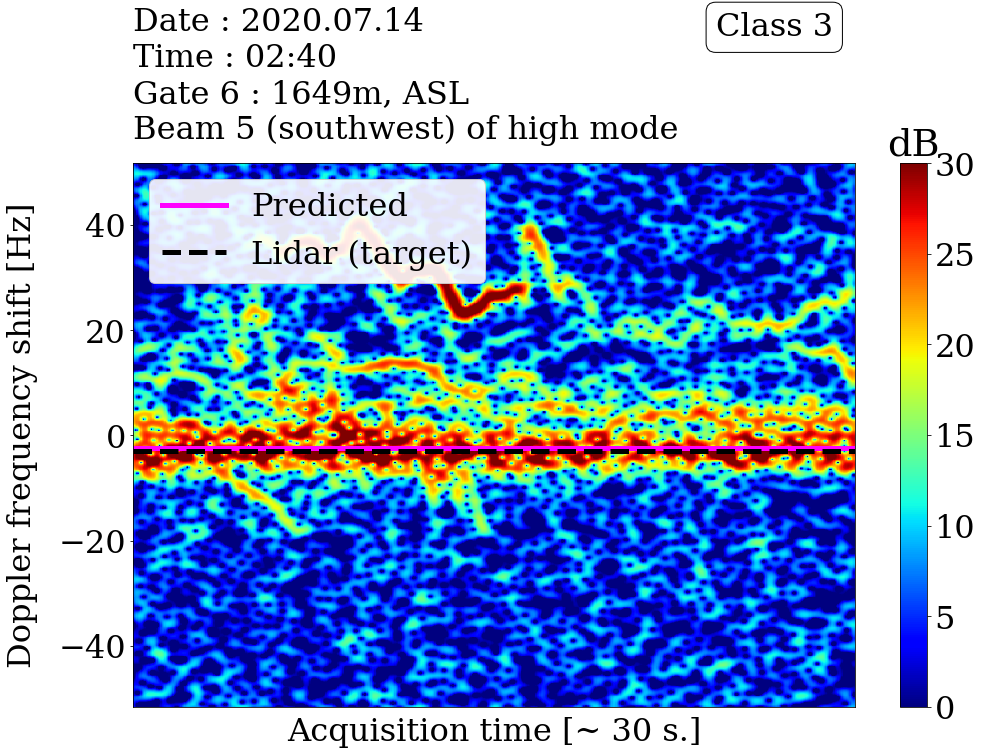 Date : 2020.07.14
Time : 02:40
Gate 6 : 1649m, ASL
Beam 5 (southwest) of high mode
Class 3
dB
Predicted
Lidar (target)
Doppler frequency shift [Hz]
40
20
0
−20
−40
30
25
20
15
10
5
0
Acquisition time [~ 30 s.]